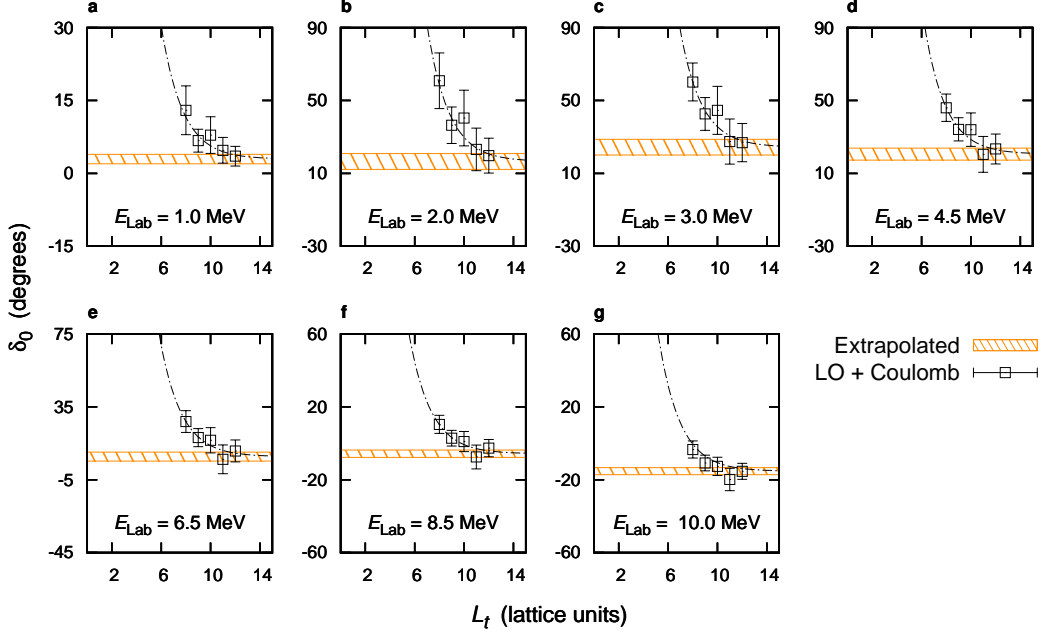 a b c d
30 90 90 90
15 50 50 50
0 10 10 10
-15 -30 -30 -30
E_Lab = 1.0 MeV E_Lab = 2.0 MeV E_Lab = 3.0 MeV E_Lab = 4.5 MeV
2 6 10 14 2 6 10 14 2 6 10 14 2 6 10 14
δ₀ (degrees)
e f g
75 60 60
35 20 20
-5 -20 -20
-45 -60 -60
E_Lab = 6.5 MeV E_Lab = 8.5 MeV E_Lab = 10.0 MeV
2 6 10 14 2 6 10 14 2 6 10 14
Extrapolated
LO + Coulomb
L_t (lattice units)